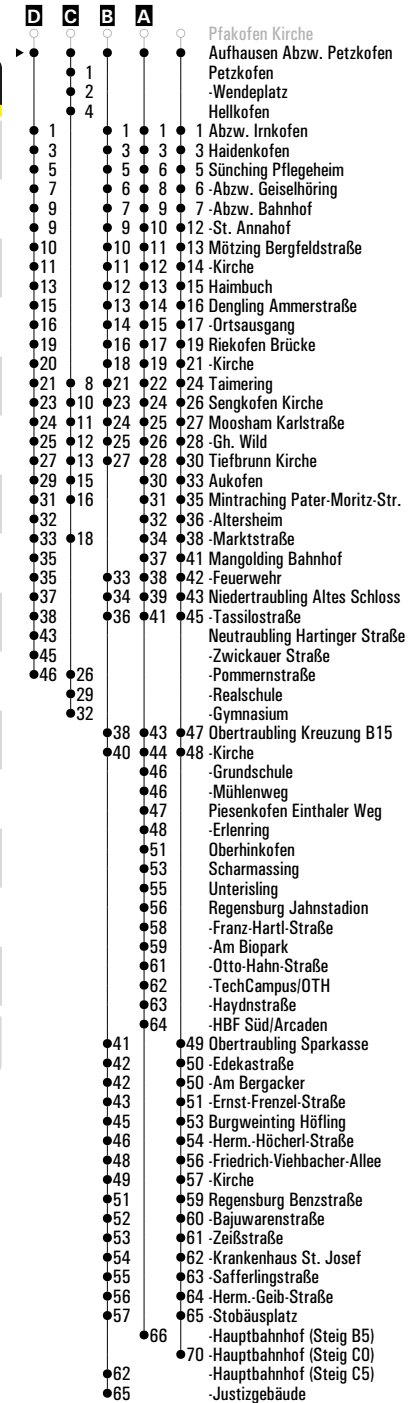 D C B A
Pfakofen Kirche
Aufhausen Abzw. Petzkofen
1 Petzkofen
2 -Wendeplatz
4 Hellkofen
1 1 1 1 Abzw. Irnkofen
3 3 3 3 Haidenkofen
5 5 6 5 Sünching Pflegeheim
7 6 8 6 -Abzw. Geiselhöring
9 7 9 7 -Abzw. Bahnhof
9 9 10 12 -St. Annahof
10 10 11 13 Mötzing Bergfeldstraße
11 11 12 14 -Kirche
13 12 13 15 Haimbuch
15 13 14 16 Dengling Ammerstraße
16 14 15 17 -Ortsausgang
19 16 17 19 Riekofen Brücke
20 18 19 21 -Kirche
21 8 21 22 24 Taimering
23 10 23 24 26 Sengkofen Kirche
24 11 24 25 27 Moosham Karlstraße
25 12 25 26 28 -Gh. Wild
27 13 27 28 30 Tiefbrunn Kirche
29 15 30 33 Aukofen
31 16 31 35 Mintraching Pater-Moritz-Str.
32 32 36 -Altersheim
33 18 34 38 -Marktstraße
35 37 41 Mangolding Bahnhof
35 33 38 42 -Feuerwehr
37 34 39 43 Niedertraubling Altes Schloss
38 36 41 45 -Tassilostraße
43 Neutraubling Hartinger Straße
45 -Zwickauer Straße
46 26 -Pommernstraße
29 -Realschule
32 -Gymnasium
38 43 47 Obertraubling Kreuzung B15
40 44 48 -Kirche
46 -Grundschule
46 -Mühlenweg
47 Piesenkofen Einthaler Weg
48 -Erlenring
51 Oberhinkofen
53 Scharmassing
55 Unterisling
56 Regensburg Jahnstadion
58 -Franz-Hartl-Straße
59 -Am Biopark
61 -Otto-Hahn-Straße
62 -TechCampus/OTH
63 -Haydnstraße
64 -HBF Süd/Arcaden
41 49 Obertraubling Sparkasse
42 50 -Edekastraße
42 50 -Am Bergacker
43 51 -Ernst-Frenzel-Straße
45 53 Burgweinting Höfling
46 54 -Herm.-Höcherl-Straße
48 56 -Friedrich-Viehbacher-Allee
49 57 -Kirche
51 59 Regensburg Benzstraße
52 60 -Bajuwarenstraße
53 61 -Zeißstraße
54 62 -Krankenhaus St. Josef
55 63 -Safferlingstraße
56 64 -Herm.-Geib-Straße
57 65 -Stobäusplatz
66 -Hauptbahnhof (Steig B5)
70 -Hauptbahnhof (Steig C0)
62 -Hauptbahnhof (Steig C5)
65 -Justizgebäude